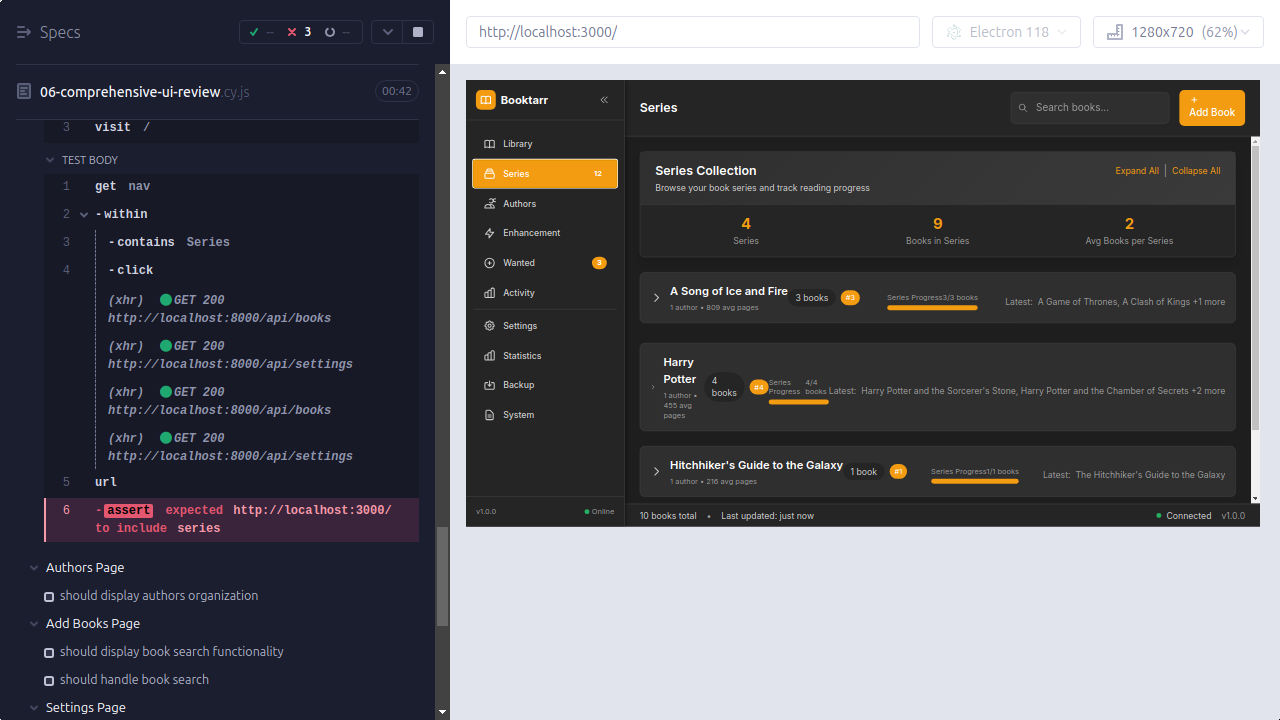 Specs
--
3
--
06-comprehensive-ui-review.cy.js
00:42
3 visit /
TEST BODY
1 get nav
2 -within
3 -contains Series
4 -click
(xhr) GET 200
http://localhost:8000/api/books
(xhr) GET 200
http://localhost:8000/api/settings
(xhr) GET 200
http://localhost:8000/api/books
(xhr) GET 200
http://localhost:8000/api/settings
5 url
6 -assert expected http://localhost:3000/
to include series
Authors Page
should display authors organization
Add Books Page
should display book search functionality
should handle book search
Settings Page
http://localhost:3000/
Electron 118
1280x720 (62%)
Booktarr
Library
Series 12
Authors
Enhancement
Wanted 3
Activity
Settings
Statistics
Backup
System
v1.0.0
Online
Series
Search books...
+
Add Book
Series Collection
Browse your book series and track reading progress
Expand All | Collapse All
4
Series
9
Books in Series
2
Avg Books per Series
A Song of Ice and Fire
1 author • 809 avg pages
3 books
#3
Series Progress3/3 books
Latest: A Game of Thrones, A Clash of Kings +1 more
Harry
Potter
1 author •
455 avg
pages
4
books
#4
Series
Progress
4/4
books
Latest: Harry Potter and the Sorcerer's Stone, Harry Potter and the Chamber of Secrets +2 more
Hitchhiker's Guide to the Galaxy
1 author • 216 avg pages
1 book
#1
Series Progress1/1 books
Latest: The Hitchhiker's Guide to the Galaxy
10 books total • Last updated: just now
Connected v1.0.0